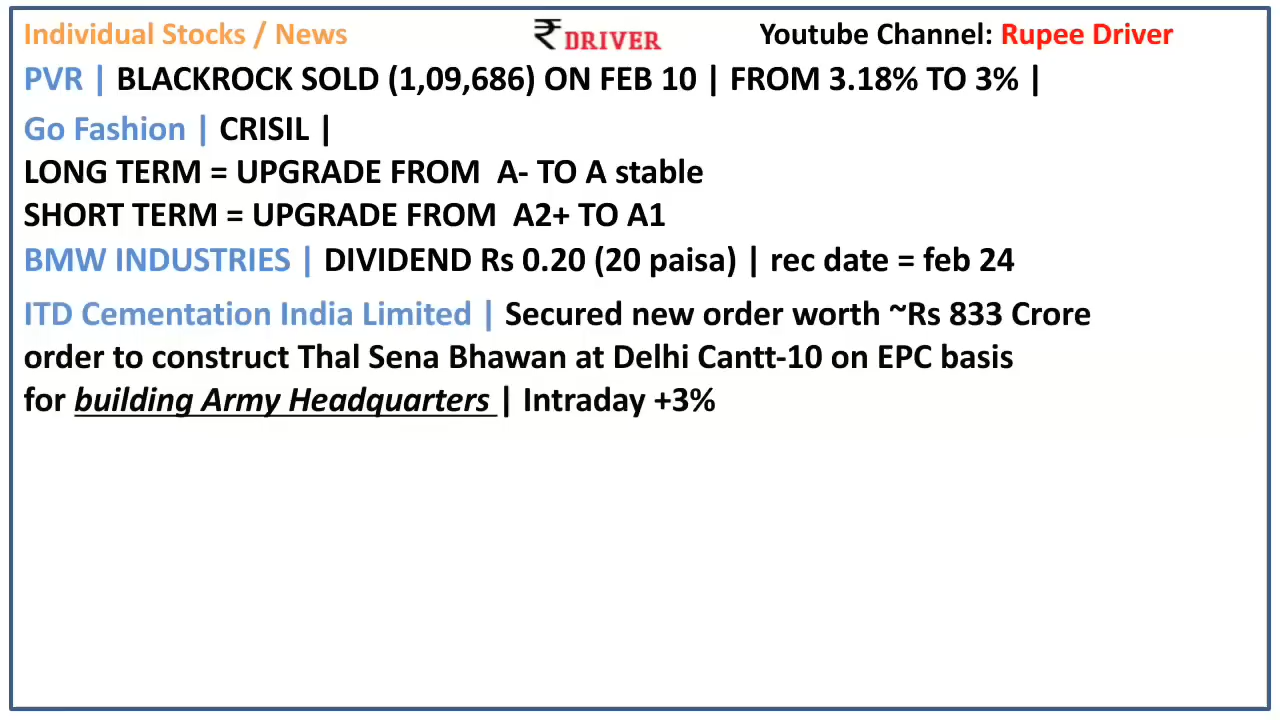 Individual Stocks / News
₹ DRIVER
Youtube Channel: Rupee Driver
PVR | BLACKROCK SOLD (1,09,686) ON FEB 10 | FROM 3.18% TO 3% |
Go Fashion | CRISIL |
LONG TERM = UPGRADE FROM A- TO A stable
SHORT TERM = UPGRADE FROM A2+ TO A1
BMW INDUSTRIES | DIVIDEND Rs 0.20 (20 paisa) | rec date = feb 24
ITD Cementation India Limited | Secured new order worth ~Rs 833 Crore
order to construct Thal Sena Bhawan at Delhi Cantt-10 on EPC basis
for building Army Headquarters | Intraday +3%